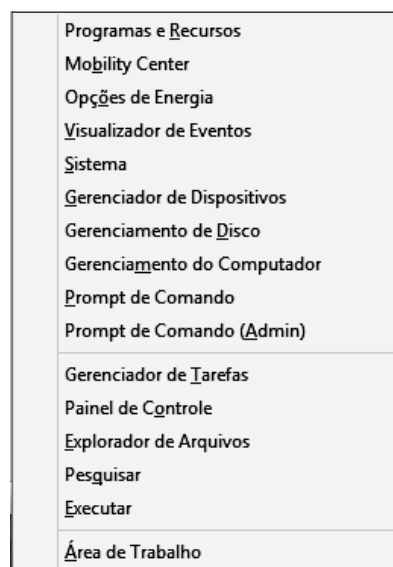 Programas e Recursos
Mobility Center
Opções de Energia
Visualizador de Eventos
Sistema
Gerenciador de Dispositivos
Gerenciamento de Disco
Gerenciamento do Computador
Prompt de Comando
Prompt de Comando (Admin)
Gerenciador de Tarefas
Painel de Controle
Explorador de Arquivos
Pesquisar
Executar
Área de Trabalho